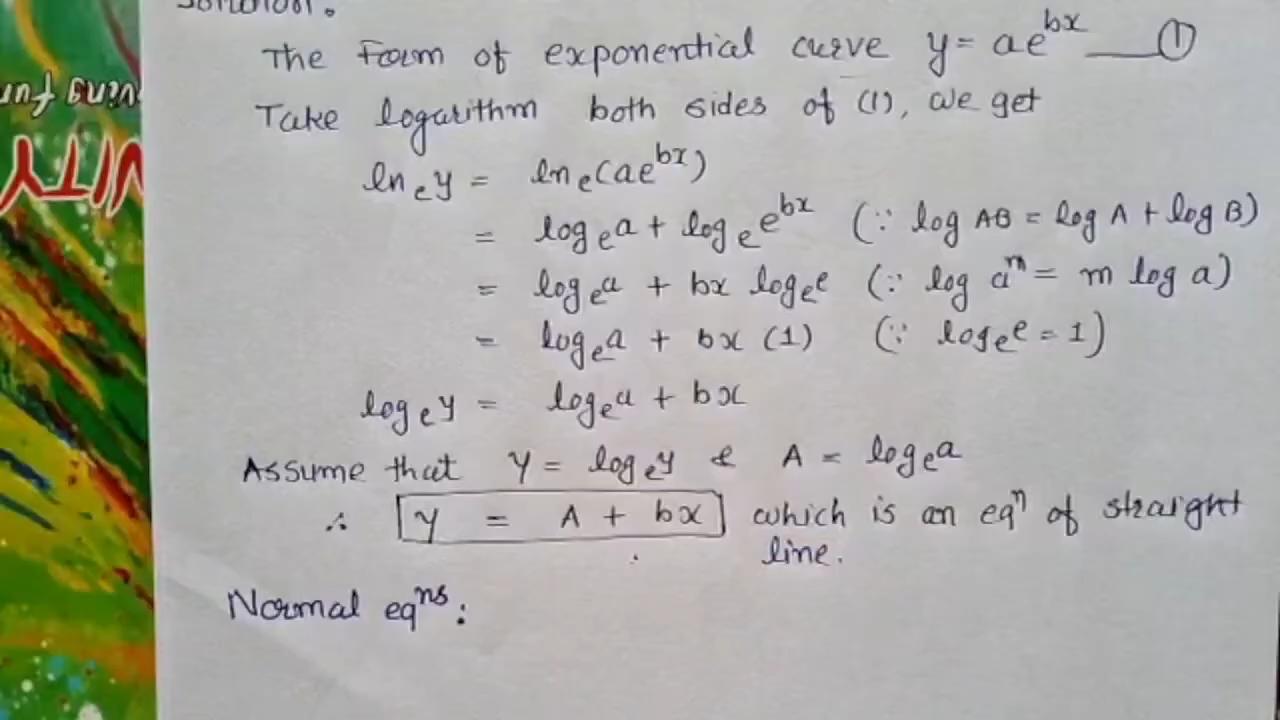 Solution.
The Form of exponential curve y = ae^{bx} ——①
Take logarithm both sides of (1), we get
ln_e y = ln_e (ae^{bx})
= log_e a + log_e e^{bx} (∵ log AB = log A + log B)
= log_e a + bx log_e e (∵ log a^m = m log a)
= log_e a + bx (1) (∵ log_e e = 1)
log_e y = log_e a + bx
Assume that Y = log_e y & A = log_e a
∴ Y = A + bx which is an eq^n of straight
line.
Normal eq^{ns} :